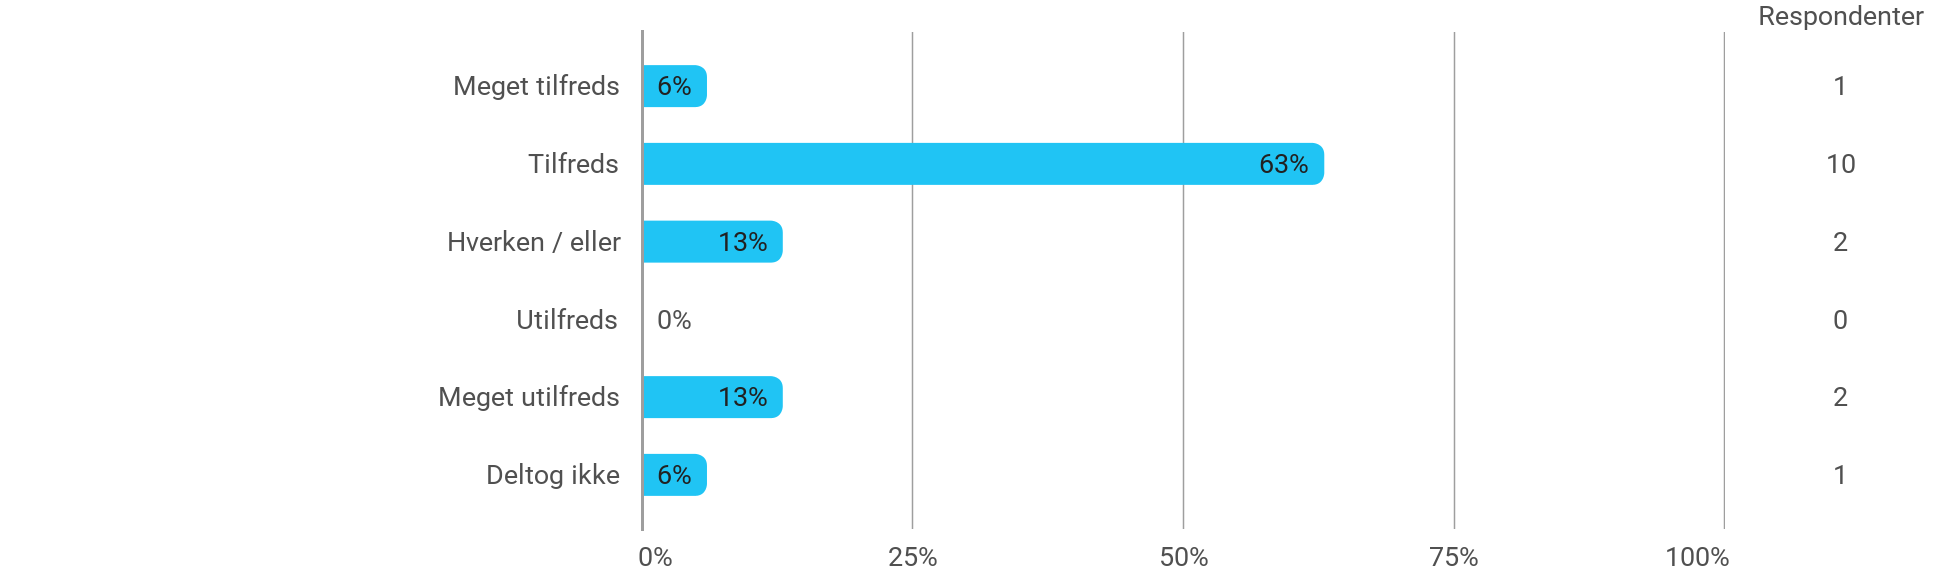 Respondenter
Meget tilfreds 6% 1
Tilfreds 63% 10
Hverken / eller 13% 2
Utilfreds 0% 0
Meget utilfreds 13% 2
Deltog ikke 6% 1
0% 25% 50% 75% 100%